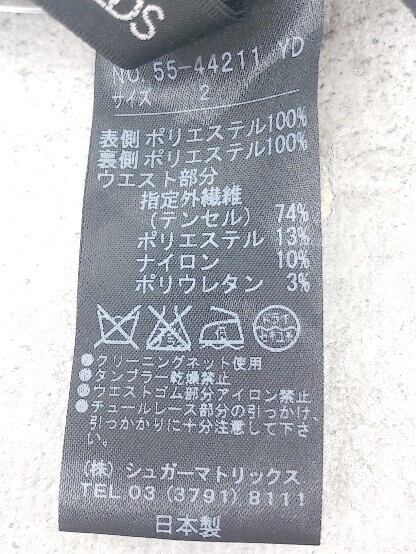 DS
NO. 55-44211 YD
サイズ 2
表側 ポリエステル100%
裏側 ポリエステル100%
ウエスト部分
指定外繊維
(テンセル) 74%
ポリエステル 13%
ナイロン 10%
ポリウレタン 3%
●クリーニングネット使用
●タンブラー乾燥禁止
●ウエストゴム部分アイロン禁止
●チュールレース部分の引っかけ、
引っかかりに十分注意して下さ
い。
(株) シュガーマトリックス
TEL 03 (3791) 8111
日本製